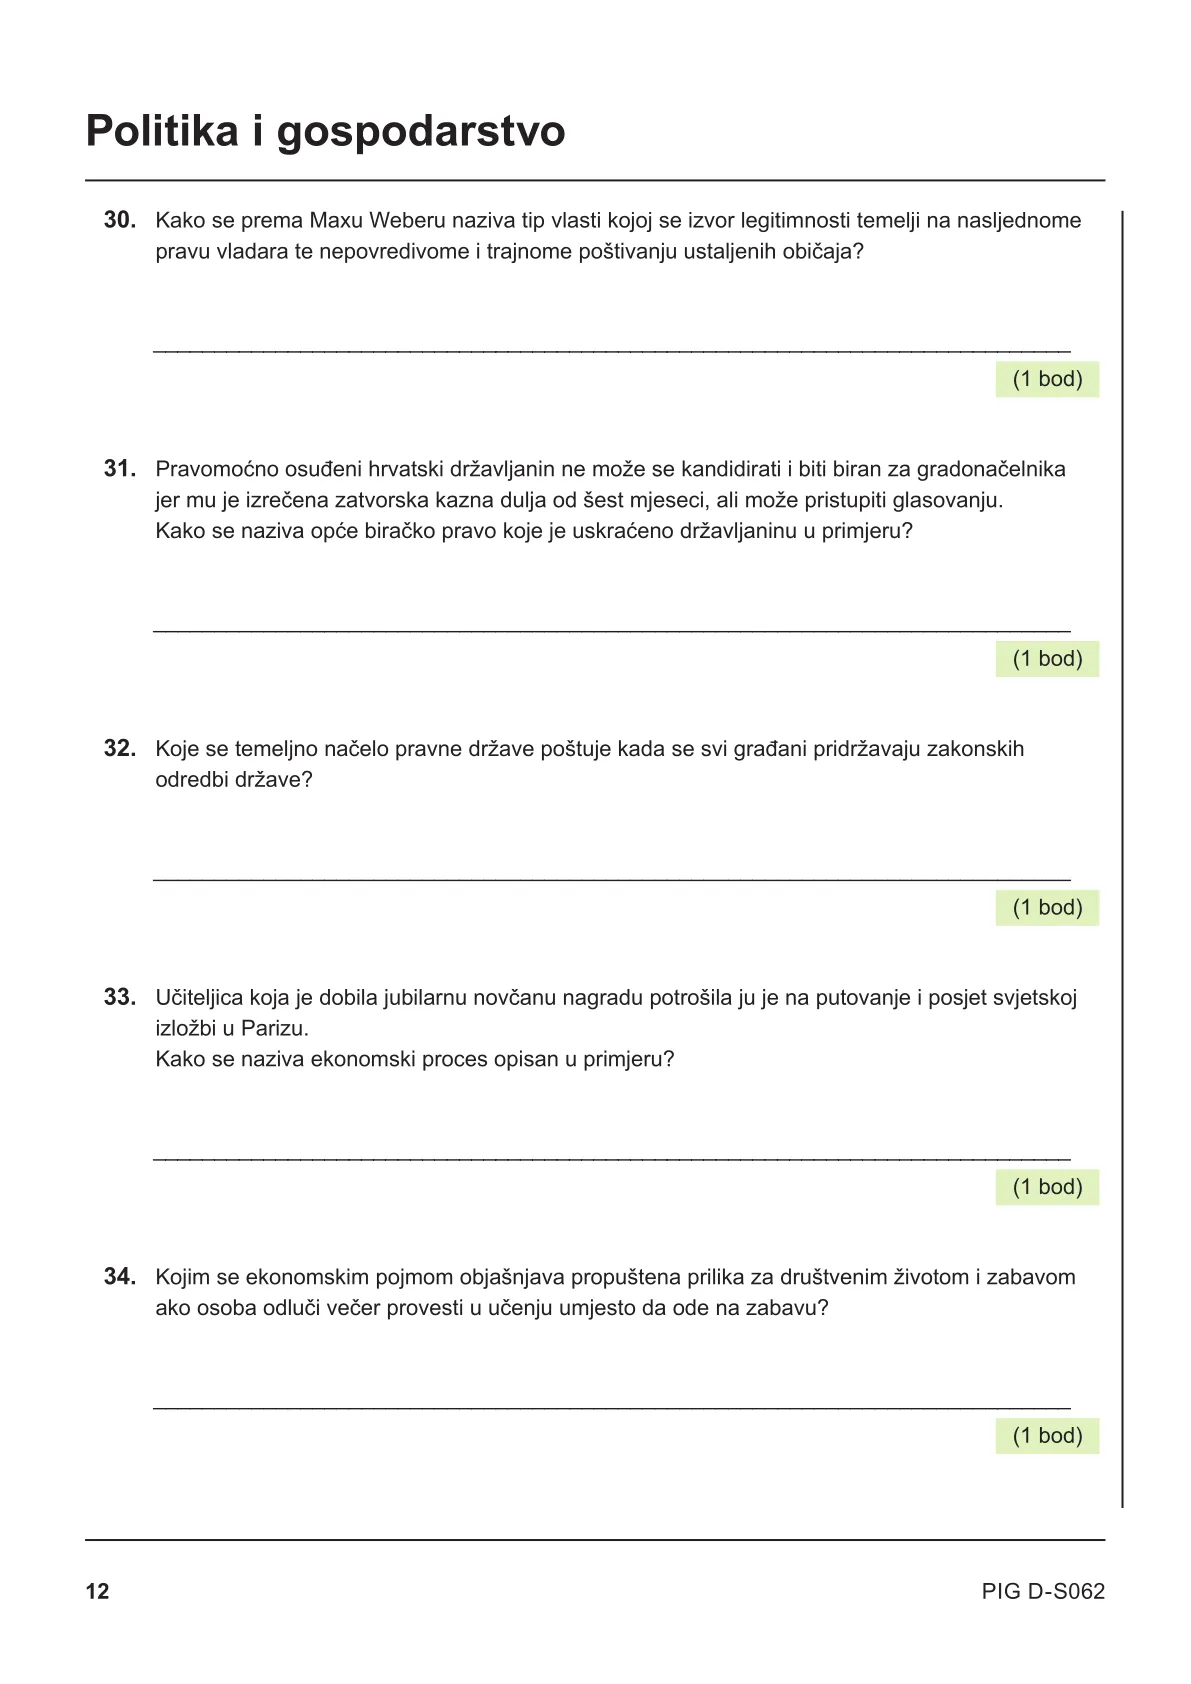 Politika i gospodarstvo
30. Kako se prema Maxu Weberu naziva tip vlasti kojoj se izvor legitimnosti temelji na nasljednome
pravu vladara te nepovredivome i trajnome poštivanju ustaljenih običaja?
(1 bod)
31. Pravomoćno osuđeni hrvatski državljanin ne može se kandidirati i biti biran za gradonačelnika
jer mu je izrečena zatvorska kazna dulja od šest mjeseci, ali može pristupiti glasovanju.
Kako se naziva opće biračko pravo koje je uskraćeno državljaninu u primjeru?
(1 bod)
32. Koje se temeljno načelo pravne države poštuje kada se svi građani pridržavaju zakonskih
odredbi države?
(1 bod)
33. Učiteljica koja je dobila jubilarnu novčanu nagradu potrošila ju je na putovanje i posjet svjetskoj
izložbi u Parizu.
Kako se naziva ekonomski proces opisan u primjeru?
(1 bod)
34. Kojim se ekonomskim pojmom objašnjava propuštena prilika za društvenim životom i zabavom
ako osoba odluči večer provesti u učenju umjesto da ode na zabavu?
(1 bod)
12
PIG D-S062